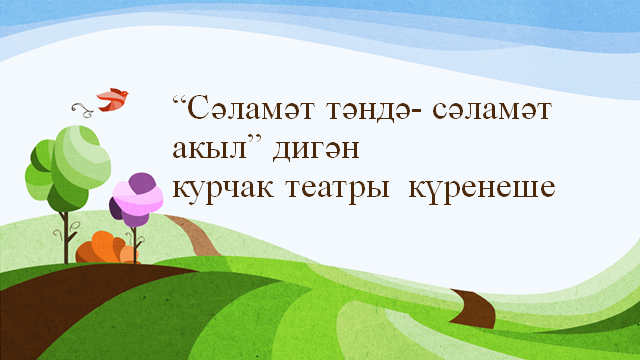 “Сәламәт тәндә- сәламәт
акыл” дигән
курчак театры күренеше